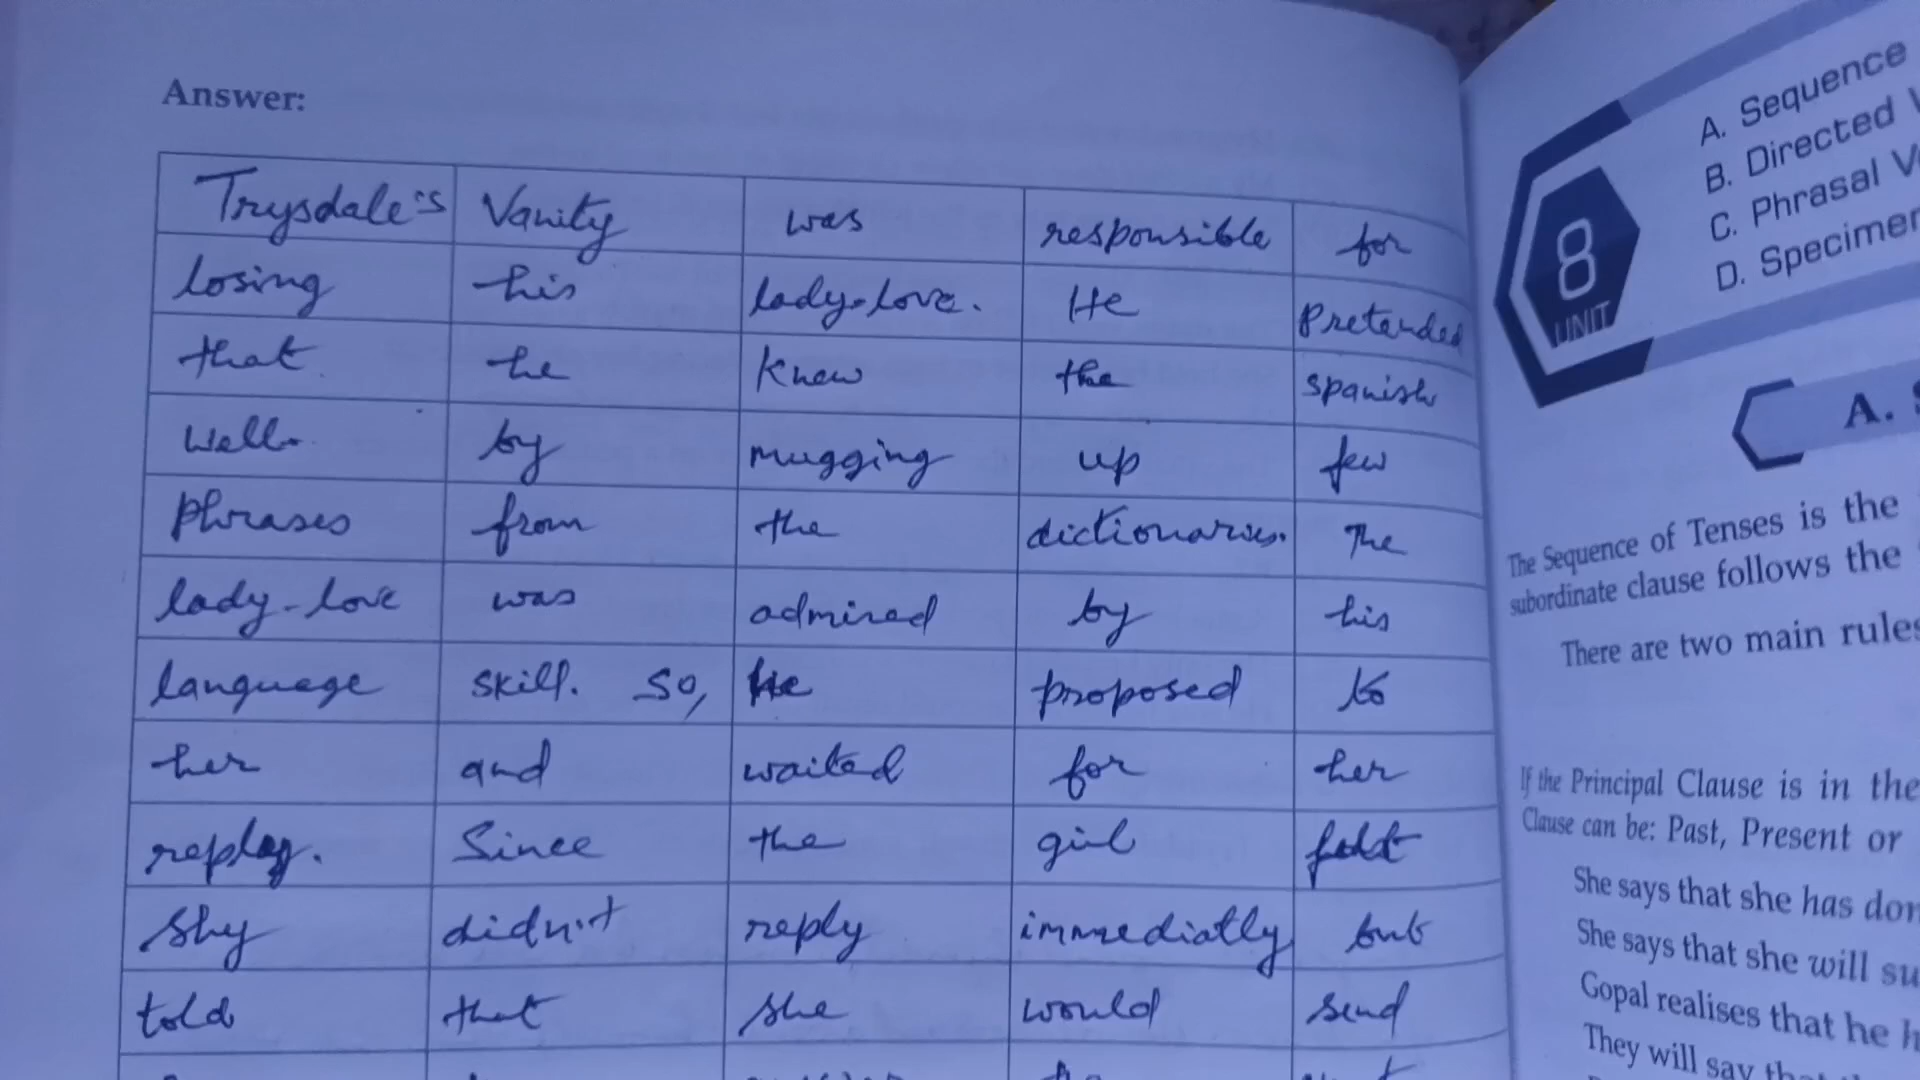 Answer:
Trysdale's Vanity was responsible for
losing his lady-love. He Pretended
that he knew the spanish
well by mugging up few
Phrases from the dictionaries. The
lady-love was admired by his
language skill. So, He proposed to
her and waited for her
reply. Since the girl felt
shy didn't reply immediatly but
told that she would send
8
UNIT
A. Sequence
B. Directed
C. Phrasal
D. Specimen
A.
The Sequence of Tenses is the
subordinate clause follows the
There are two main rules
If the Principal Clause is in the
Clause can be: Past, Present or
She says that she has
She says that she will
Gopal realises that he
They will say